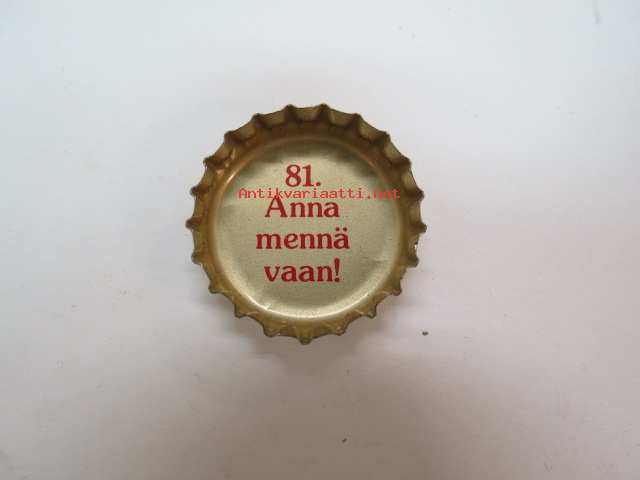 81.
Antikvariaatti.net
Anna
mennä
vaan!